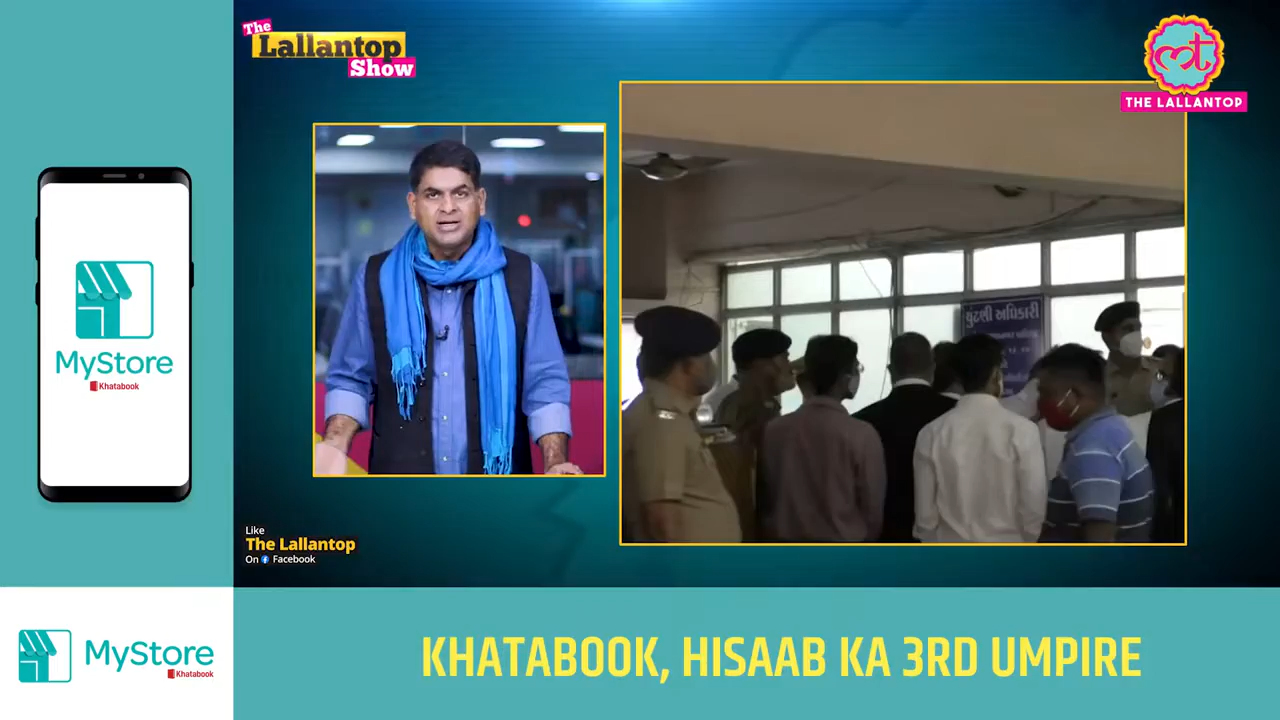 The
Lallantop
Show
THE LALLANTOP
MyStore
Khatabook
ચુંટણી અધિકારી
Like
The Lallantop
On Facebook
MyStore
Khatabook
KHATABOOK, HISAAB KA 3RD UMPIRE